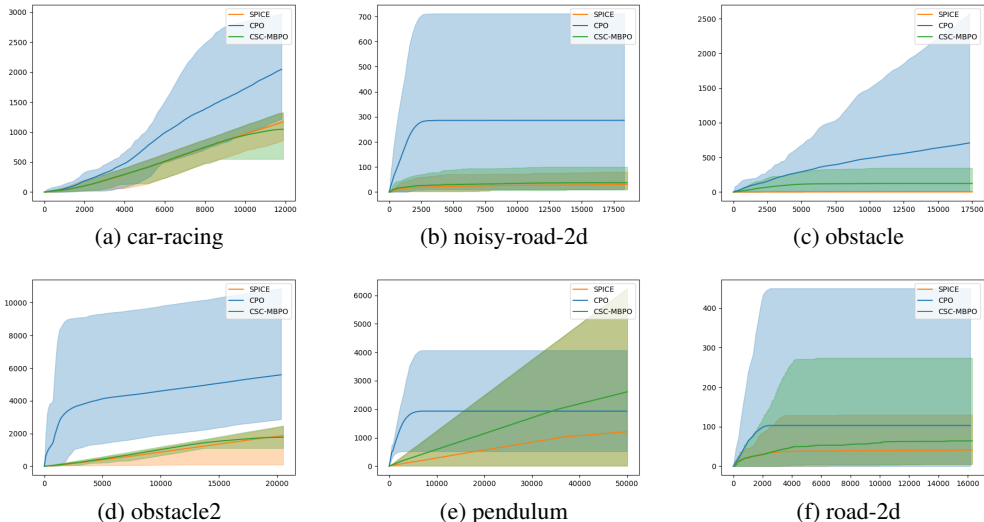 SPICE
CPO
CSC-MBPO
3000
2500
2000
1500
1000
500
0
0 2000 4000 6000 8000 10000 12000
(a) car-racing
SPICE
CPO
CSC-MBPO
700
600
500
400
300
200
100
0
0 2500 5000 7500 10000 12500 15000 17500
(b) noisy-road-2d
SPICE
CPO
CSC-MBPO
2500
2000
1500
1000
500
0
0 2500 5000 7500 10000 12500 15000 17500
(c) obstacle
SPICE
CPO
CSC-MBPO
10000
8000
6000
4000
2000
0
0 5000 10000 15000 20000
(d) obstacle2
SPICE
CPO
CSC-MBPO
6000
5000
4000
3000
2000
1000
0
0 10000 20000 30000 40000 50000
(e) pendulum
SPICE
CPO
CSC-MBPO
400
300
200
100
0
0 2000 4000 6000 8000 10000 12000 14000 16000
(f) road-2d